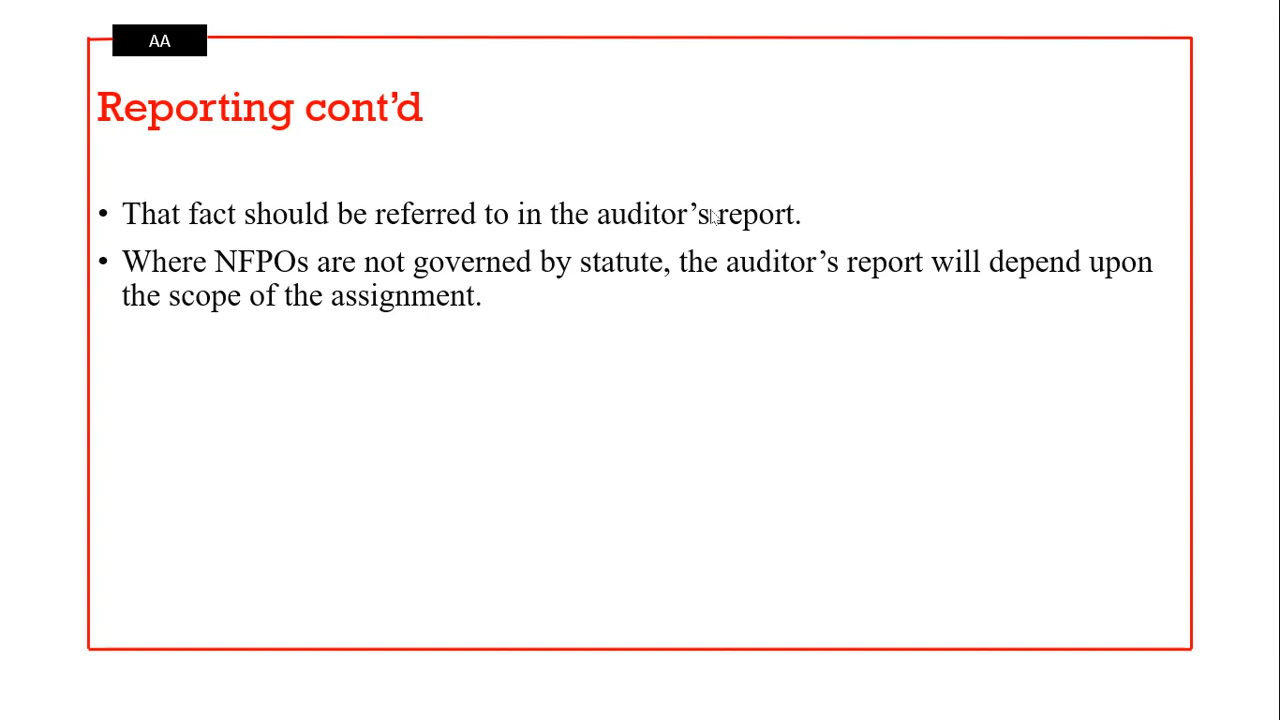 AA
Reporting cont’d
• That fact should be referred to in the auditor’s report.
• Where NFPOs are not governed by statute, the auditor’s report will depend upon
the scope of the assignment.